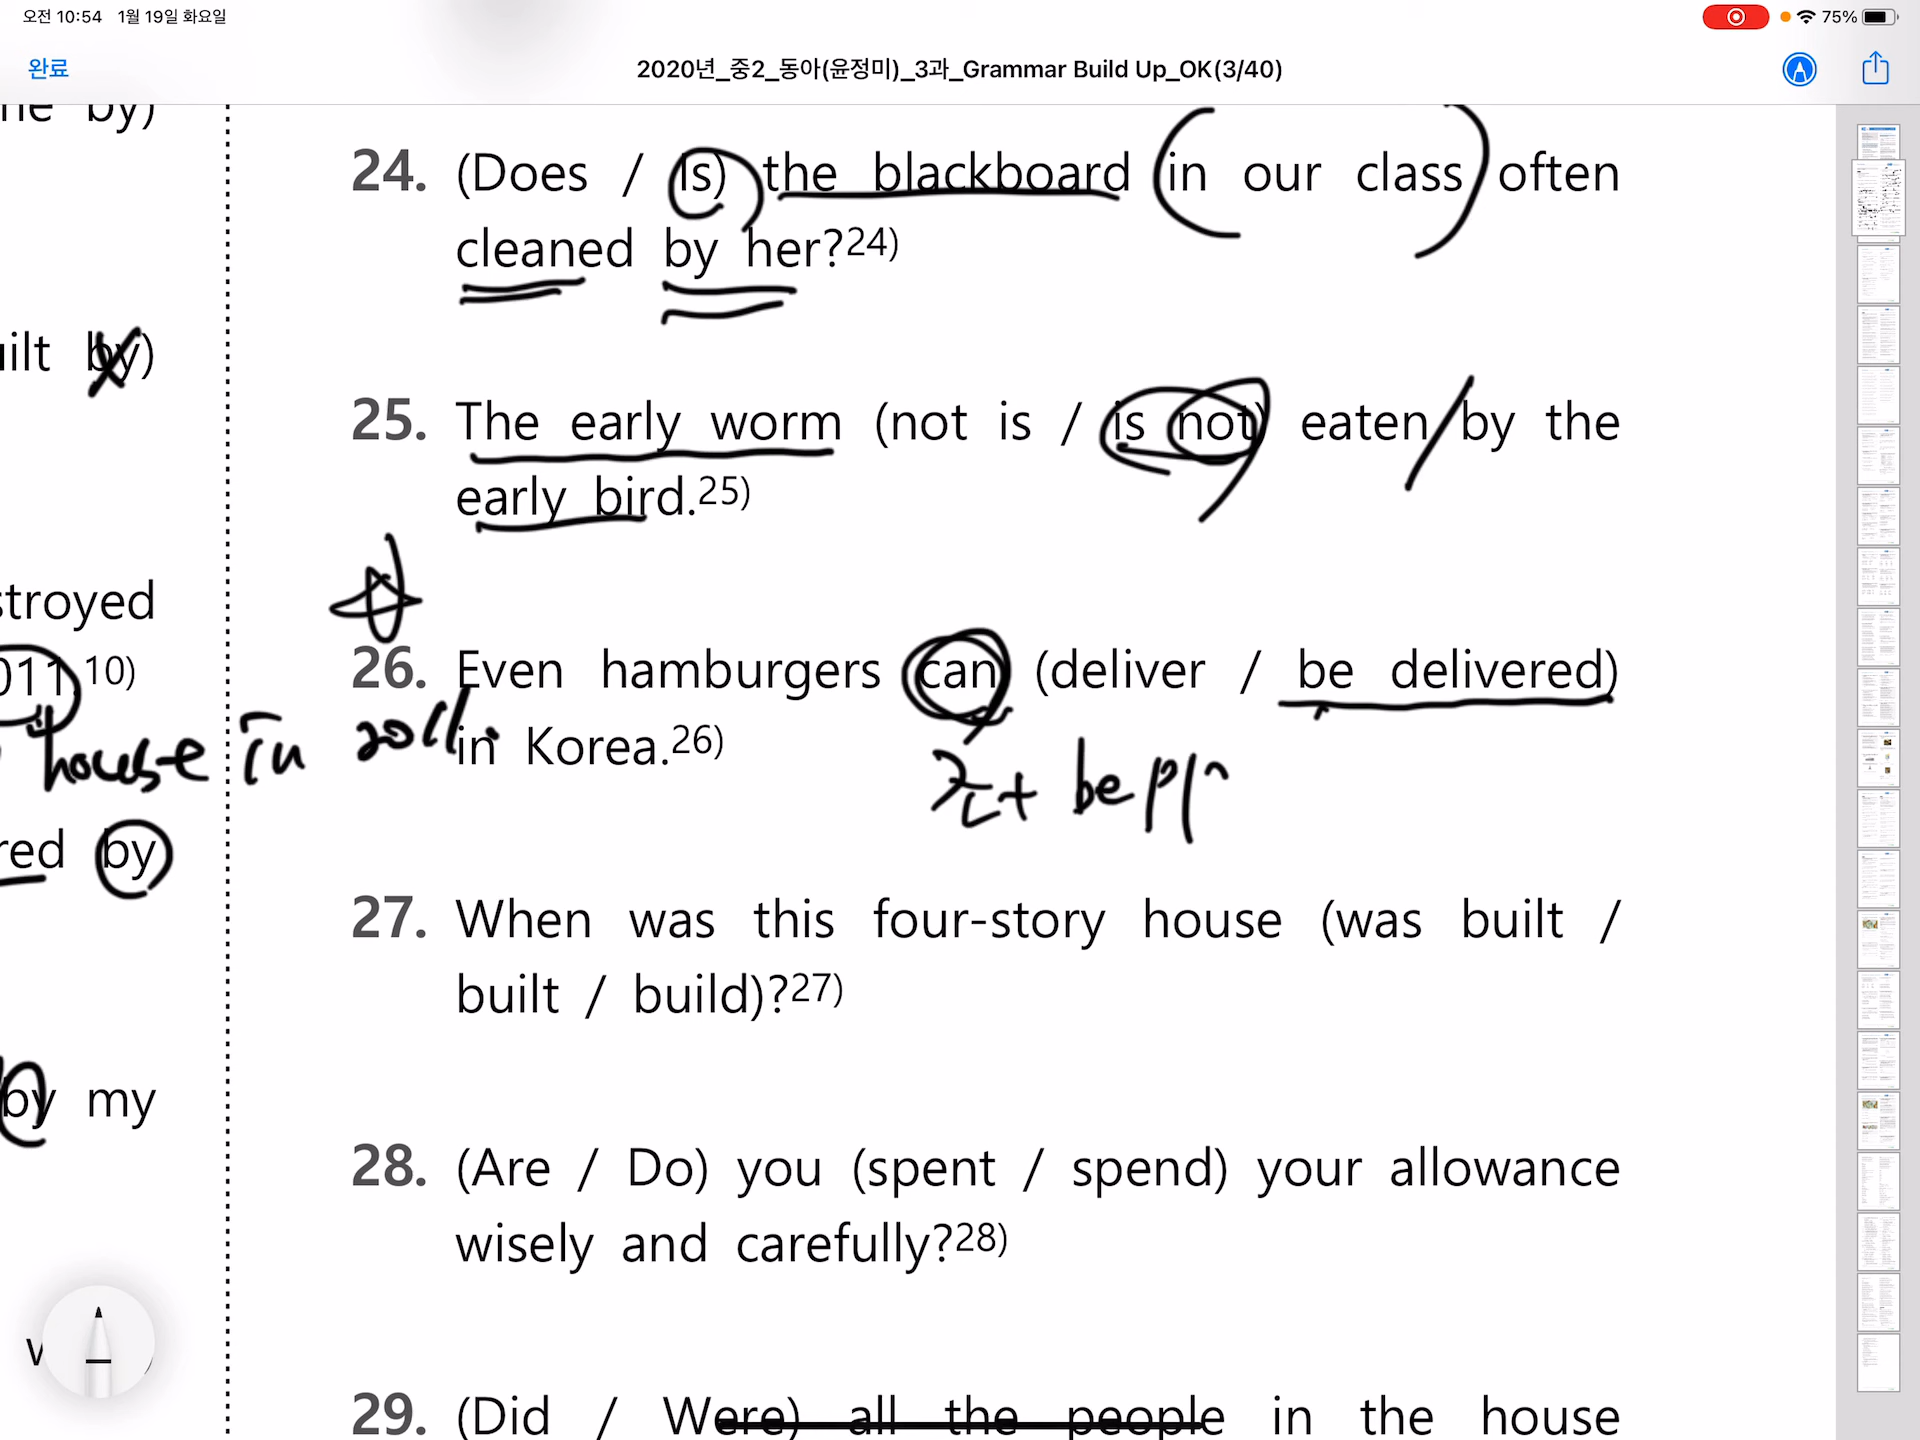 오전 10:54 1월 19일 화요일
75%
완료
2020년_중2_동아(윤정미)_3과_Grammar Build Up_OK(3/40)
by)
24. (Does / Is) the blackboard in our class often
cleaned by her?24)
by)
25. The early worm (not is / is not) eaten by the
early bird.25)
stroyed
26. Even hamburgers can (deliver / be delivered)
011.10)
in Korea.26)
house in 2011.
조+ be pp
red by
27. When was this four-story house (was built /
built / build)?27)
by my
28. (Are / Do) you (spent / spend) your allowance
wisely and carefully?28)
29. (Did / Were) all the people in the house